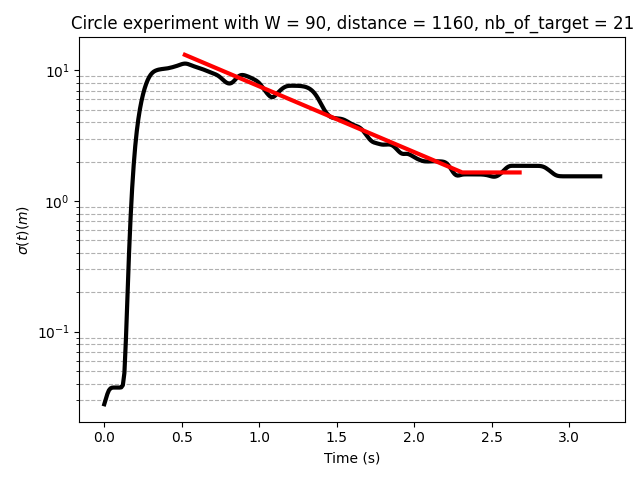 Circle experiment with W = 90, distance = 1160, nb_of_target = 21
10¹
10⁰
10⁻¹
σ(t)(m)
0.0 0.5 1.0 1.5 2.0 2.5 3.0
Time (s)